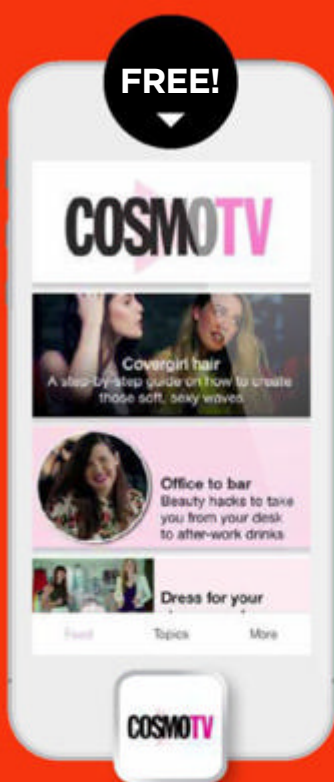 FREE!
COSMOTV
Covergirl hair
A step-by-step guide on how to create
those soft, sexy waves
Office to bar
Beauty hacks to take
you from your desk
to after-work drinks
Dress for your
Feed
Topics
More
COSMOTV